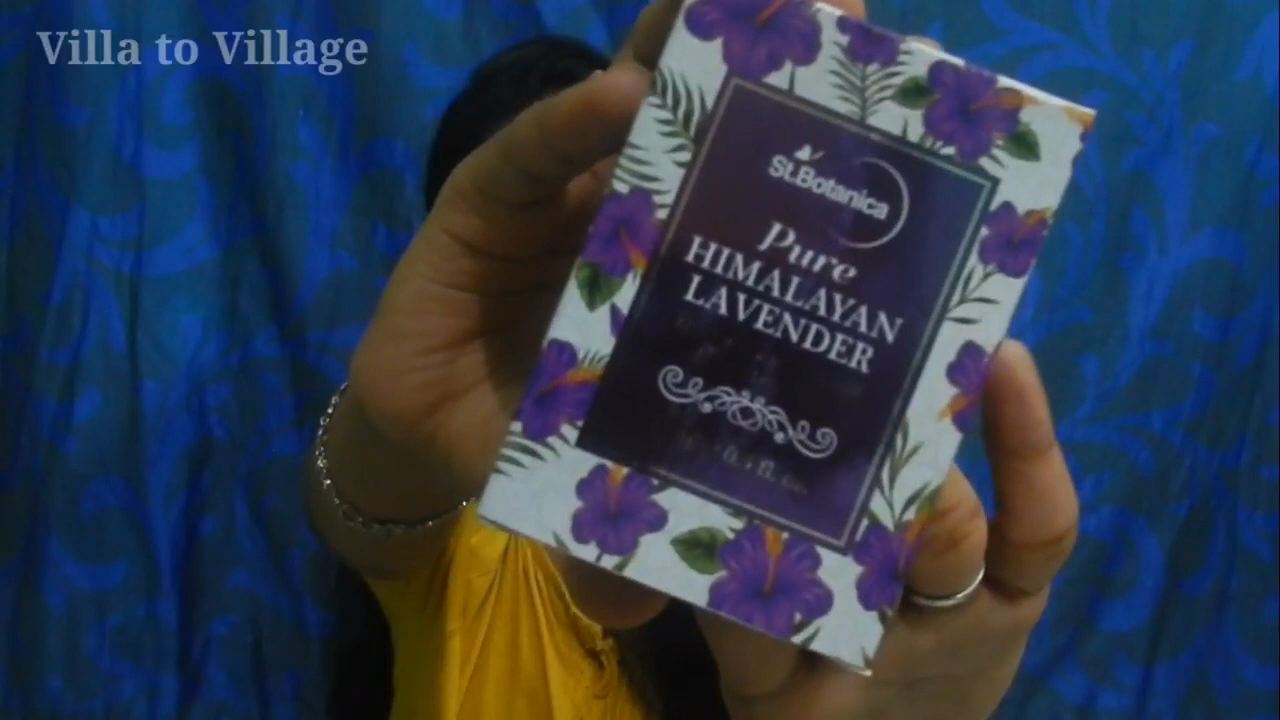 Villa to Village
St.Botanica
Pure
HIMALAYAN
LAVENDER